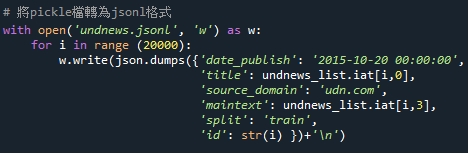 # 將pickle檔轉為jsonl格式
with open('undnews.jsonl', 'w') as w:
    for i in range (20000):
        w.write(json.dumps({'date_publish': '2015-10-20 00:00:00',
                            'title': undnews_list.iat[i,0],
                            'source_domain': 'udn.com',
                            'maintext': undnews_list.iat[i,3],
                            'split': 'train',
                            'id': str(i) })+'\n')